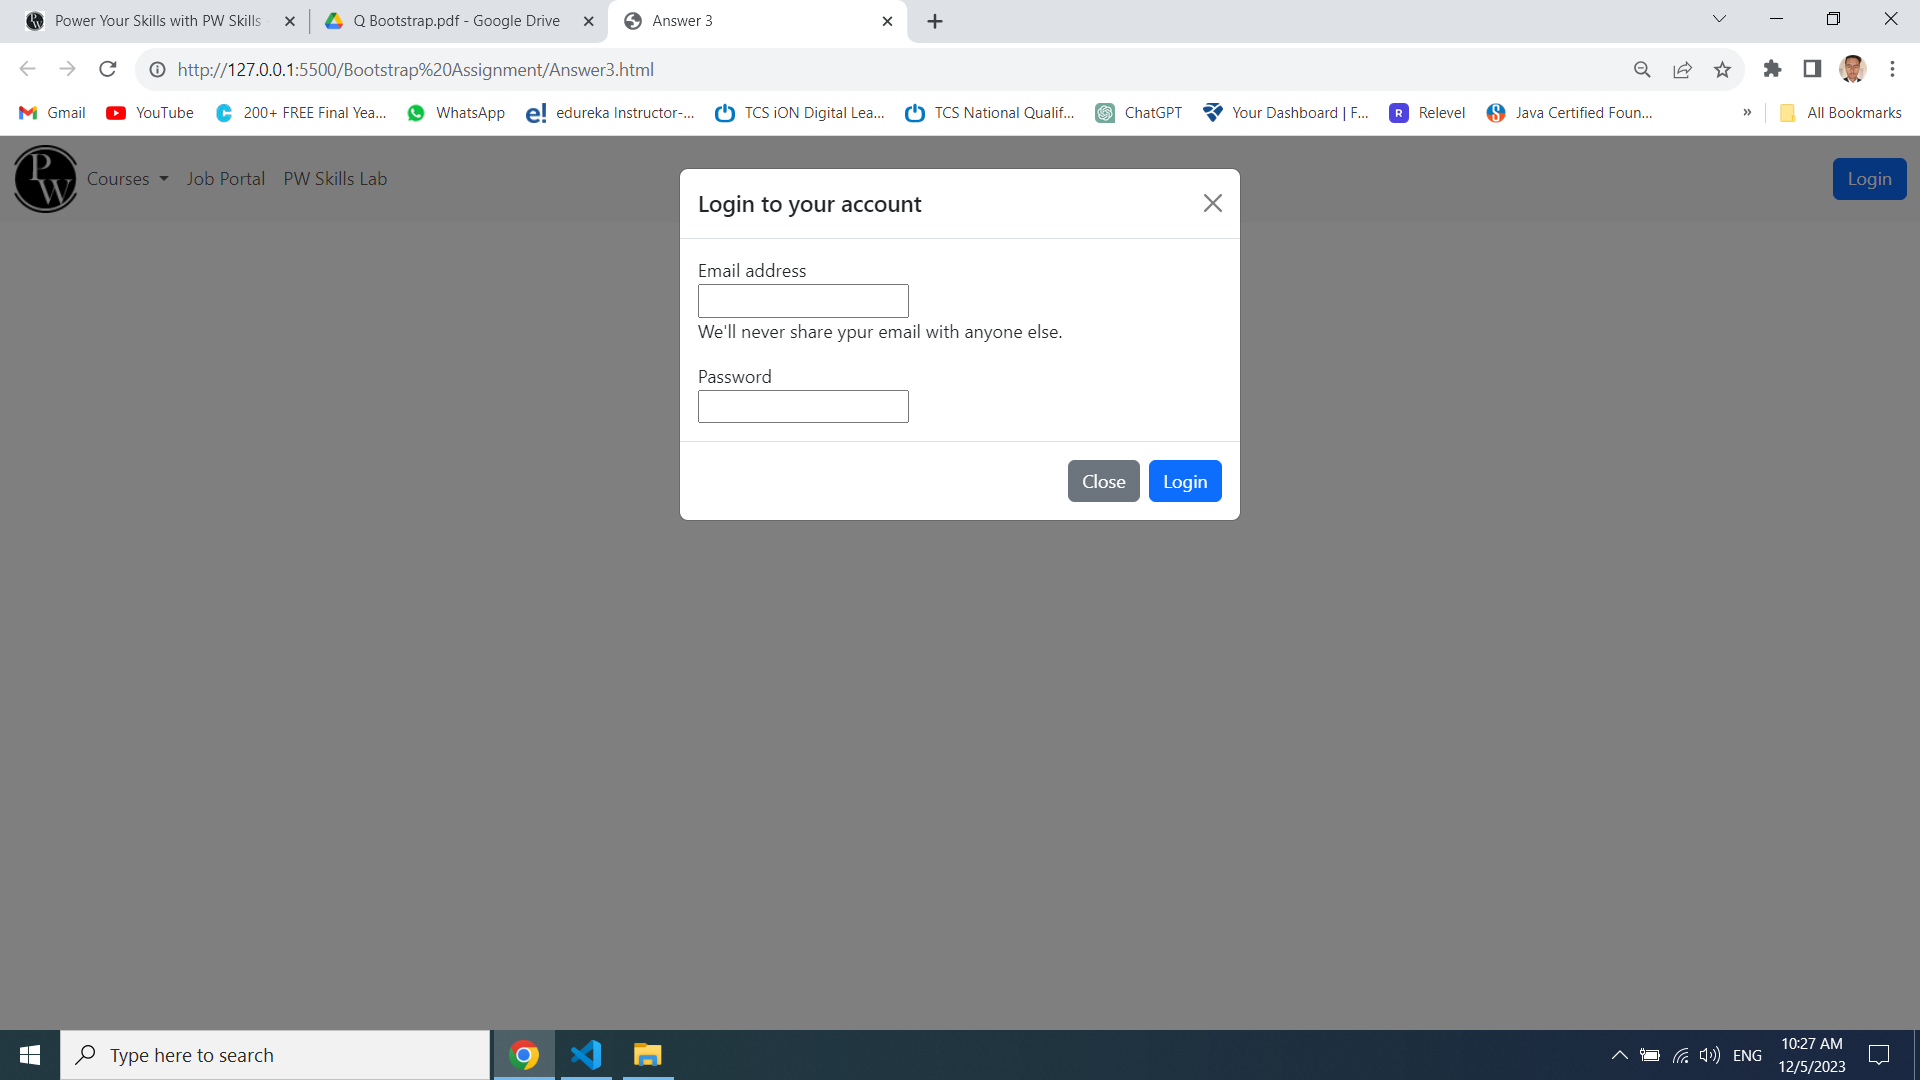 Power Your Skills with PW Skills
Q Bootstrap.pdf - Google Drive
Answer 3
http://127.0.0.1:5500/Bootstrap%20Assignment/Answer3.html
Gmail
YouTube
200+ FREE Final Yea...
WhatsApp
e!
edureka Instructor-...
TCS iON Digital Lea...
TCS National Qualif...
ChatGPT
Your Dashboard | F...
R
Relevel
Java Certified Foun...
»
All Bookmarks
PW
Courses
Job Portal
PW Skills Lab
Login
Login to your account
Email address
We'll never share ypur email with anyone else.
Password
Close
Login
Type here to search
ENG
10:27 AM
12/5/2023